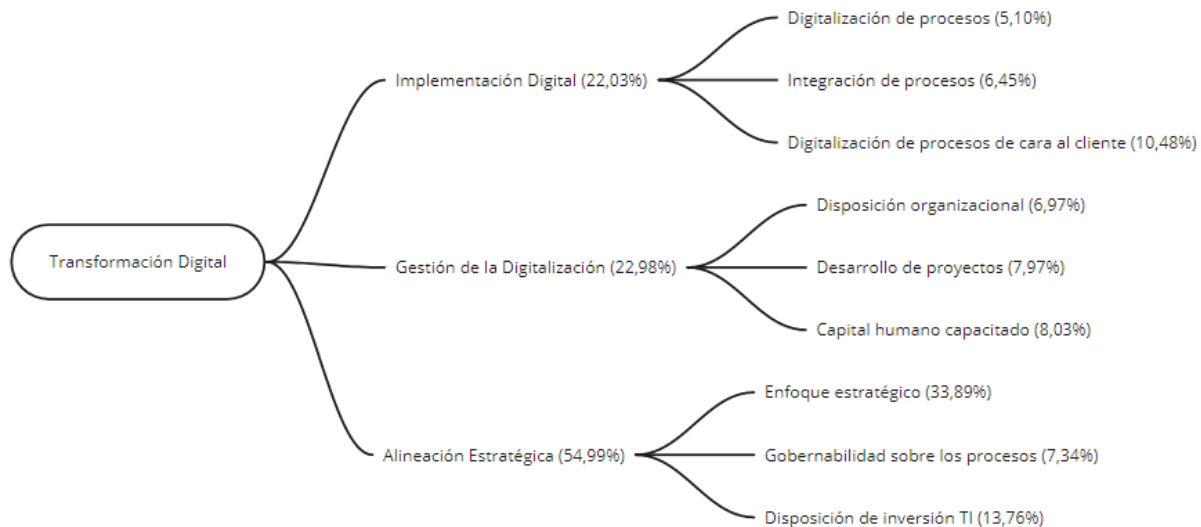 Transformación Digital
Implementación Digital (22,03%)
Digitalización de procesos (5,10%)
Integración de procesos (6,45%)
Digitalización de procesos de cara al cliente (10,48%)
Gestión de la Digitalización (22,98%)
Disposición organizacional (6,97%)
Desarrollo de proyectos (7,97%)
Capital humano capacitado (8,03%)
Alineación Estratégica (54,99%)
Enfoque estratégico (33,89%)
Gobernabilidad sobre los procesos (7,34%)
Disposición de inversión TI (13,76%)